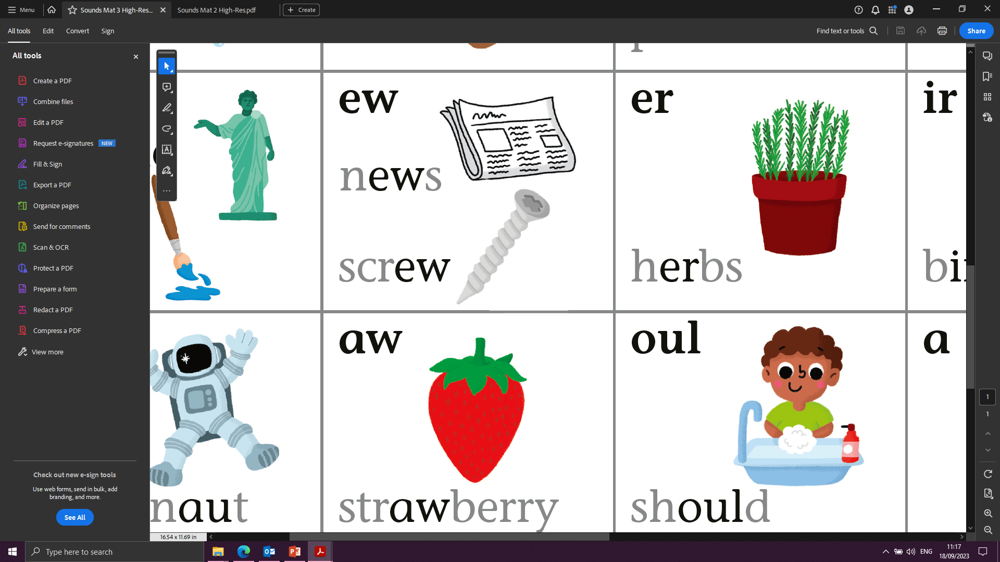 Menu
Sounds Mat 3 High-Res...
Sounds Mat 2 High-Res.pdf
Create
All tools
Edit
Convert
Sign
Find text or tools
Share
All tools
Create a PDF
Combine files
Edit a PDF
Request e-signatures NEW
Fill & Sign
Export a PDF
Organize pages
Send for comments
Scan & OCR
Protect a PDF
Prepare a form
Redact a PDF
Compress a PDF
View more
Check out new e-sign tools
Use web forms, send in bulk, add
branding, and more.
See All
ew
news
screw
er
herbs
ir
naut
aw
strawberry
oul
should
a
1
1
16.54 x 11.69 in
Type here to search
ENG
11:17
18/09/2023